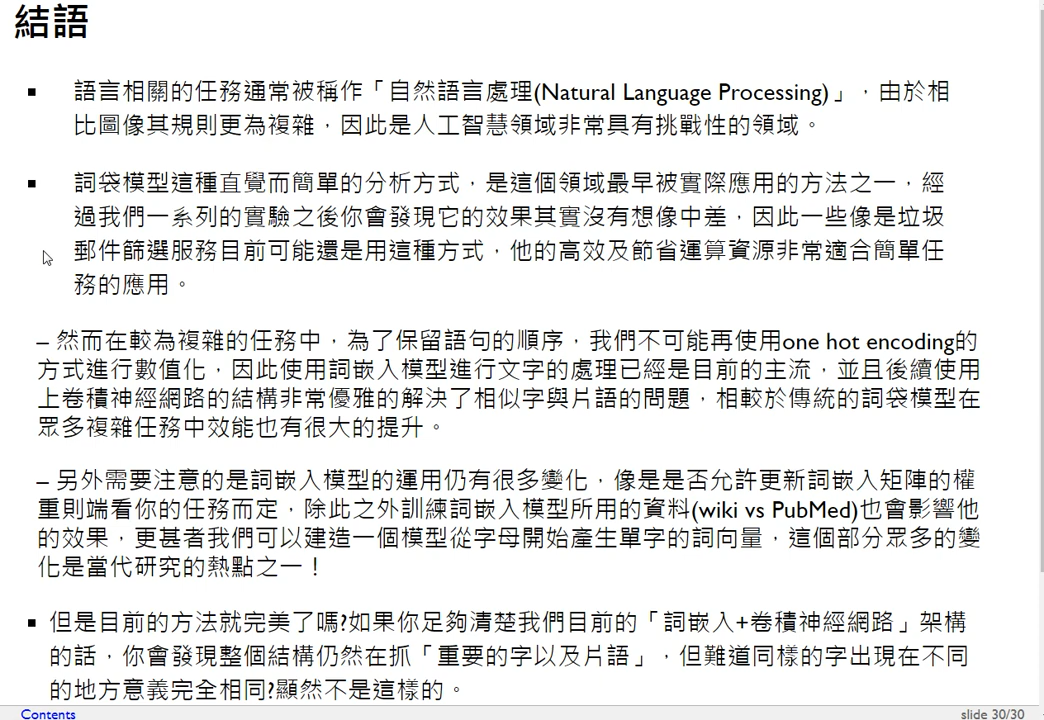 結語
▪ 語言相關的任務通常被稱作「自然語言處理(Natural Language Processing)」，由於相
比圖像其規則更為複雜，因此是人工智慧領域非常具有挑戰性的領域。
▪ 詞袋模型這種直覺而簡單的分析方式，是這個領域最早被實際應用的方法之一，經
過我們一系列的實驗之後你會發現它的效果其實沒有想像中差，因此一些像是垃圾
郵件篩選服務目前可能還是用這種方式，他的高效及節省運算資源非常適合簡單任
務的應用。
– 然而在較為複雜的任務中，為了保留語句的順序，我們不可能再使用one hot encoding的
方式進行數值化，因此使用詞嵌入模型進行文字的處理已經是目前的主流，並且後續使用
上卷積神經網路的結構非常優雅的解決了相似字與片語的問題，相較於傳統的詞袋模型在
眾多複雜任務中效能也有很大的提升。
– 另外需要注意的是詞嵌入模型的運用仍有很多變化，像是是否允許更新詞嵌入矩陣的權
重則端看你的任務而定，除此之外訓練詞嵌入模型所用的資料(wiki vs PubMed)也會影響他
的效果，更甚者我們可以建造一個模型從字母開始產生單字的詞向量，這個部分眾多的變
化是當代研究的熱點之一！
▪ 但是目前的方法就完美了嗎?如果你足夠清楚我們目前的「詞嵌入+卷積神經網路」架構
的話，你會發現整個結構仍然在抓「重要的字以及片語」，但難道同樣的字出現在不同
的地方意義完全相同?顯然不是這樣的。
Contents
slide 30/30